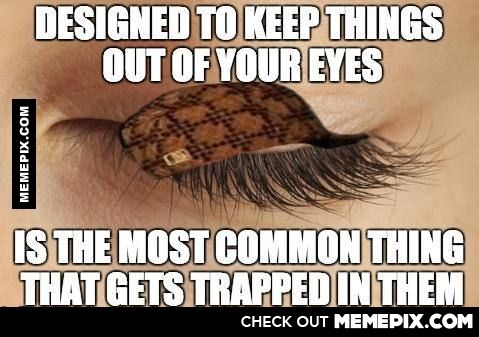 DESIGNED TO KEEP THINGS
OUT OF YOUR EYES
MEMEPIX.COM
IS THE MOST COMMON THING
THAT GETS TRAPPED IN THEM
CHECK OUT MEMEPIX.COM